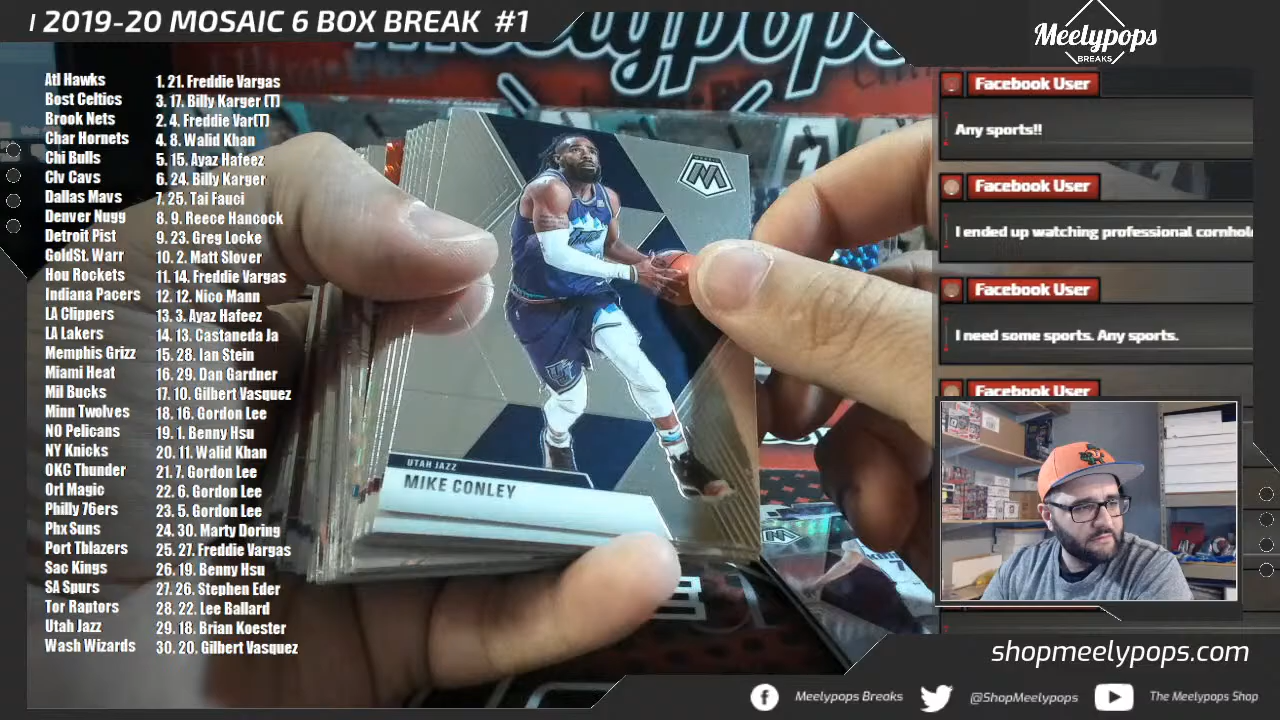 2019-20 MOSAIC 6 BOX BREAK #1
Meelypops
BREAKS
Atl Hawks 1. 21. Freddie Vargas
Bost Celtics 3. 17. Billy Karger (T)
Brook Nets 2. 4. Freddie Var(T)
Char Hornets 4. 8. Walid Khan
Chi Bulls 5. 15. Ayaz Hafeez
Clv Cavs 6. 24. Billy Karger
Dallas Mavs 7. 25. Tai Fauci
Denver Nugg 8. 9. Reece Hancock
Detroit Pist 9. 23. Greg Locke
GoldSt. Warr 10. 2. Matt Slover
Hou Rockets 11. 14. Freddie Vargas
Indiana Pacers 12. 12. Nico Mann
LA Clippers 13. 3. Ayaz Hafeez
LA Lakers 14. 13. Castaneda Ja
Memphis Grizz 15. 28. Ian Stein
Miami Heat 16. 29. Dan Gardner
Mil Bucks 17. 10. Gilbert Vasquez
Minn Twolves 18. 16. Gordon Lee
NO Pelicans 19. 1. Benny Hsu
NY Knicks 20. 11. Walid Khan
OKC Thunder 21. 7. Gordon Lee
Orl Magic 22. 6. Gordon Lee
Philly 76ers 23. 5. Gordon Lee
Phx Suns 24. 30. Marty Doring
Port Tblazers 25. 27. Freddie Vargas
Sac Kings 26. 19. Benny Hsu
SA Spurs 27. 26. Stephen Eder
Tor Raptors 28. 22. Lee Ballard
Utah Jazz 29. 18. Brian Koester
Wash Wizards 30. 20. Gilbert Vasquez
Meelypops
M
UTAH JAZZ
MIKE CONLEY
Facebook User
Any sports!!
Facebook User
I ended up watching professional cornhol
Facebook User
I need some sports. Any sports.
Facebook User
shopmeelypops.com
Meelypops Breaks
@ShopMeelypops
The Meelypops Shop